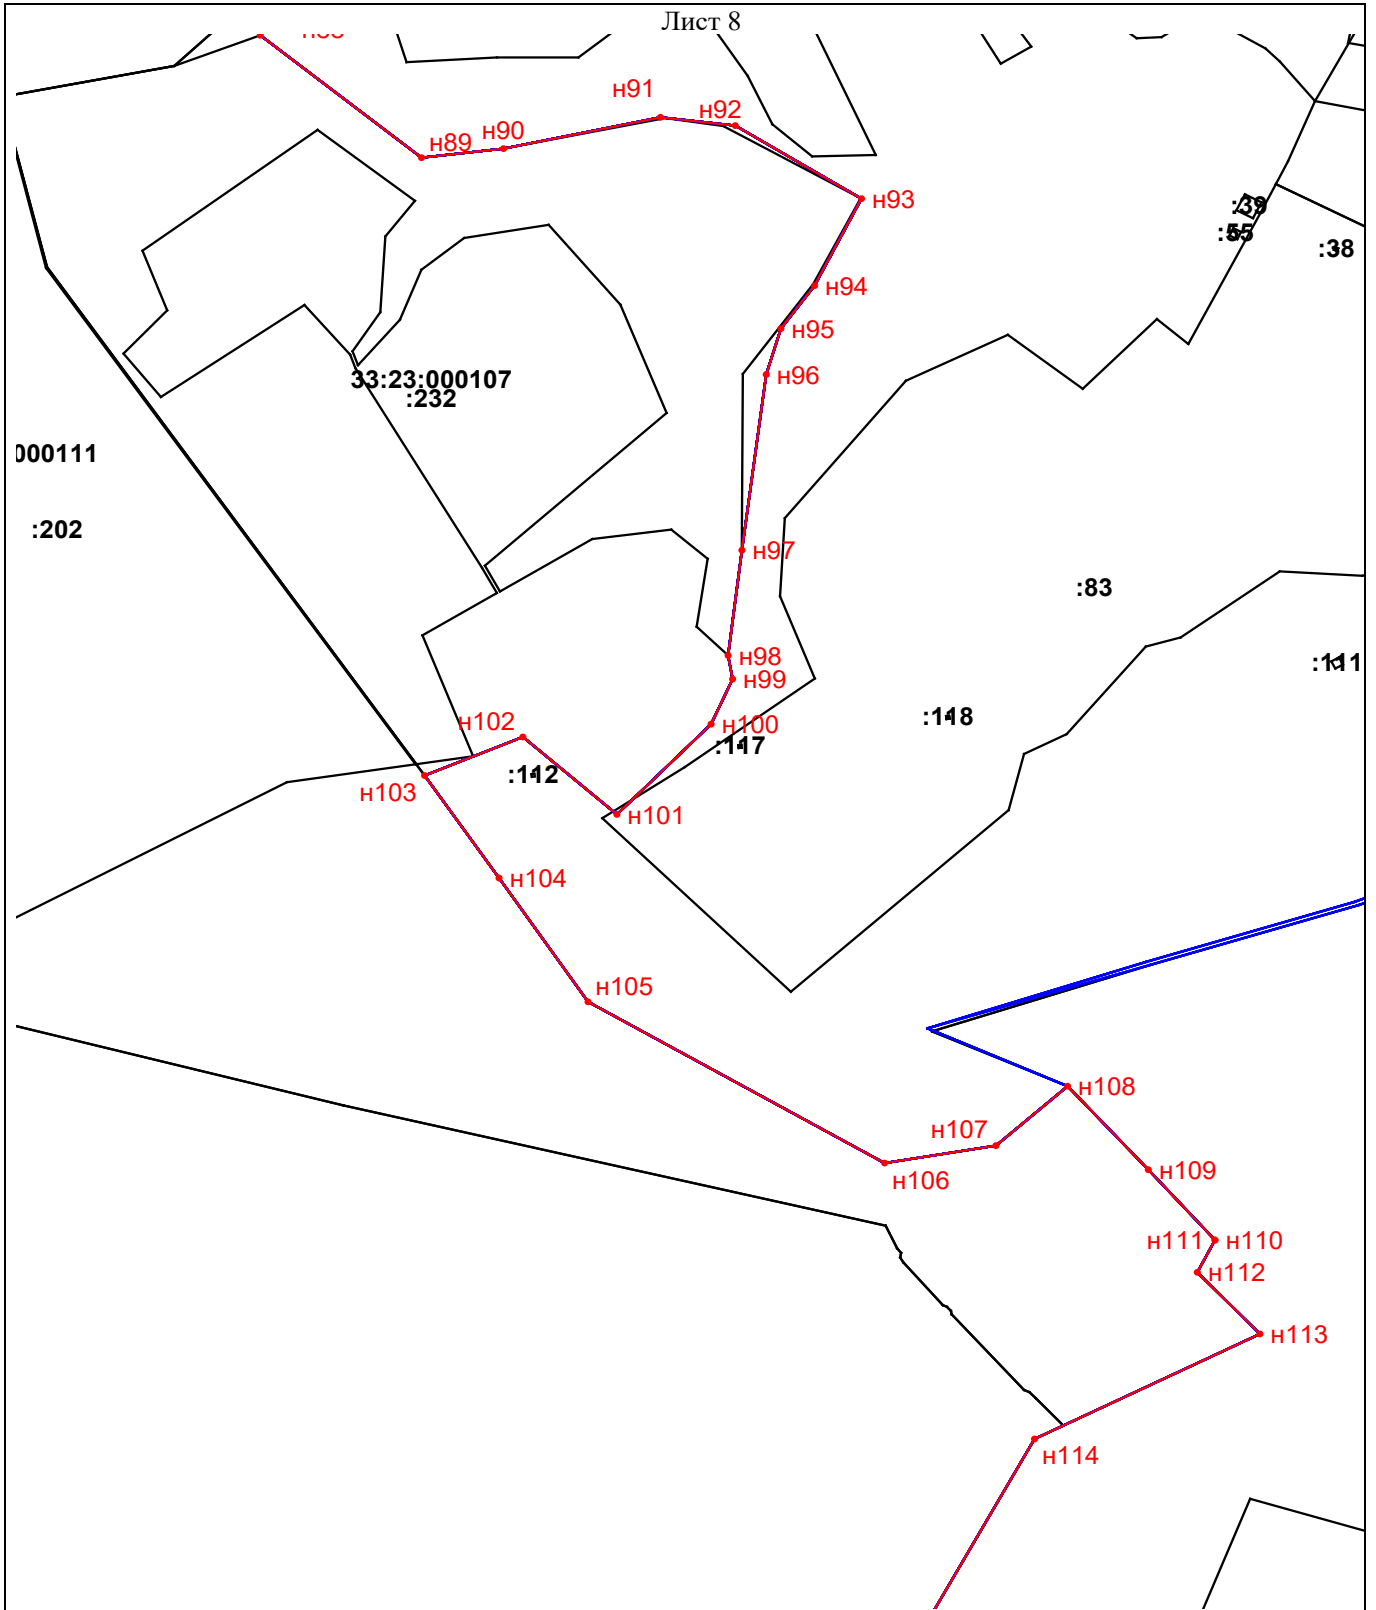 Лист 8
н91
н92
н90
н89
н93
:39
:55
:38
н94
н95
н96
33:23:000107
:232
000111
:202
н97
:83
н98
:111
н99
:118
н102
н100
:117
:112
н103
н101
н104
н105
н108
н107
н106
н109
н111
н110
н112
н113
н114